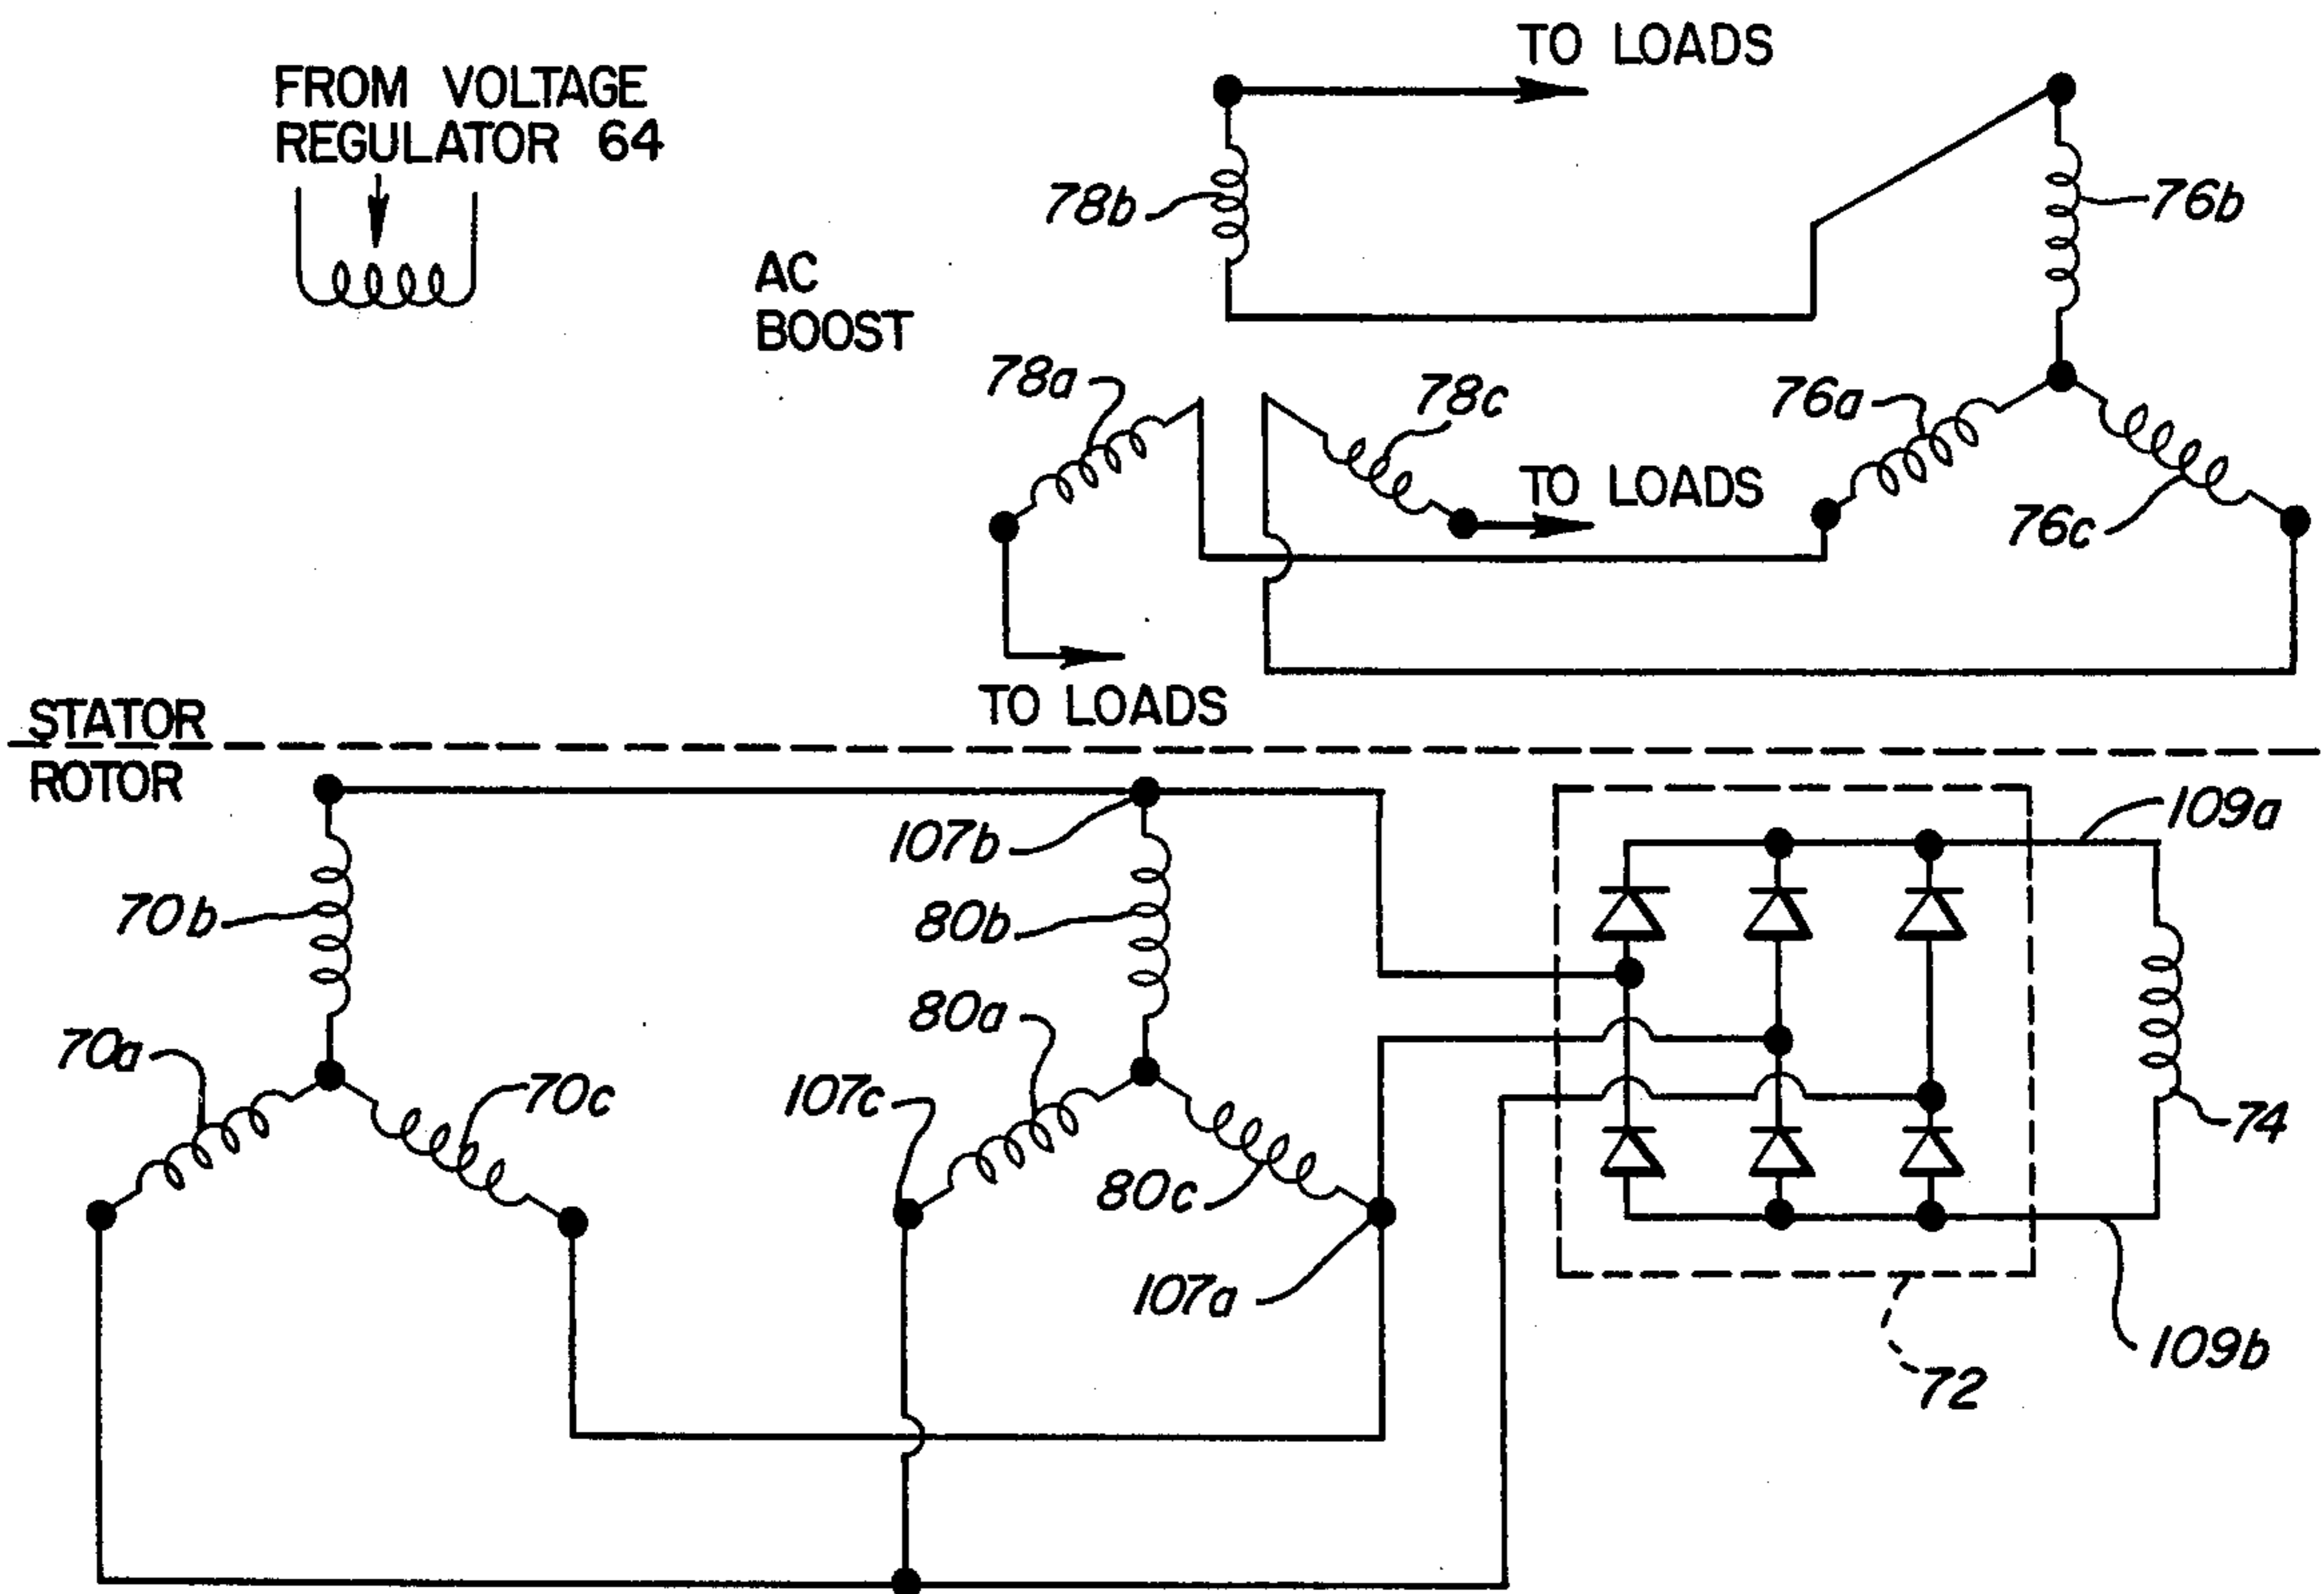 TO LOADS
FROM VOLTAGE
REGULATOR 64
78b
76b
AC
BOOST
78a
78c
76a
TO LOADS
76c
TO LOADS
STATOR
ROTOR
109a
107b
70b
80b
80a
70a
70c
107c
74
80c
107a
109b
72